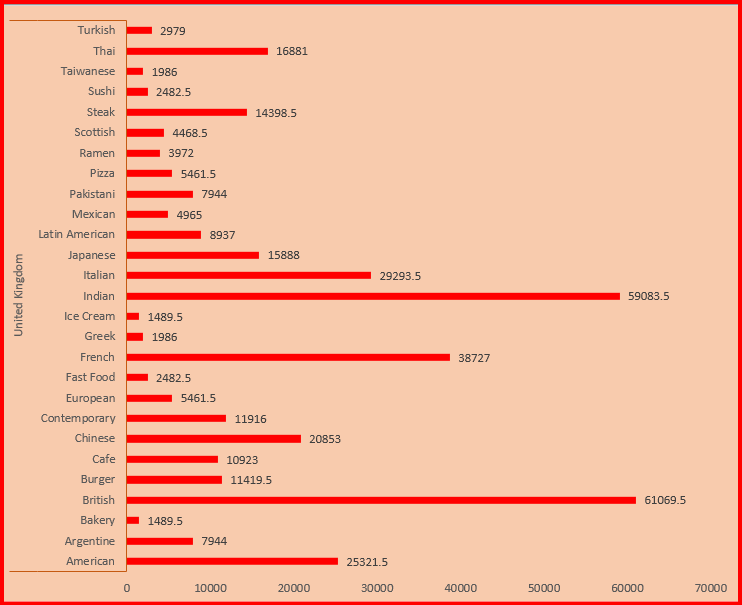 Turkish 2979
Thai 16881
Taiwanese 1986
Sushi 2482.5
Steak 14398.5
Scottish 4468.5
Ramen 3972
Pizza 5461.5
Pakistani 7944
Mexican 4965
Latin American 8937
Japanese 15888
Italian 29293.5
Indian 59083.5
Ice Cream 1489.5
Greek 1986
French 38727
Fast Food 2482.5
European 5461.5
Contemporary 11916
Chinese 20853
Cafe 10923
Burger 11419.5
British 61069.5
Bakery 1489.5
Argentine 7944
American 25321.5
United Kingdom
0 10000 20000 30000 40000 50000 60000 70000